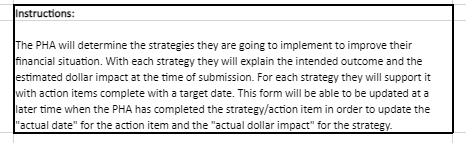 Instructions:
The PHA will determine the strategies they are going to implement to improve their
financial situation. With each strategy they will explain the intended outcome and the
estimated dollar impact at the time of submission. For each strategy they will support it
with action items complete with a target date. This form will be able to be updated at a
later time when the PHA has completed the strategy/action item in order to update the
"actual date" for the action item and the "actual dollar impact" for the strategy.